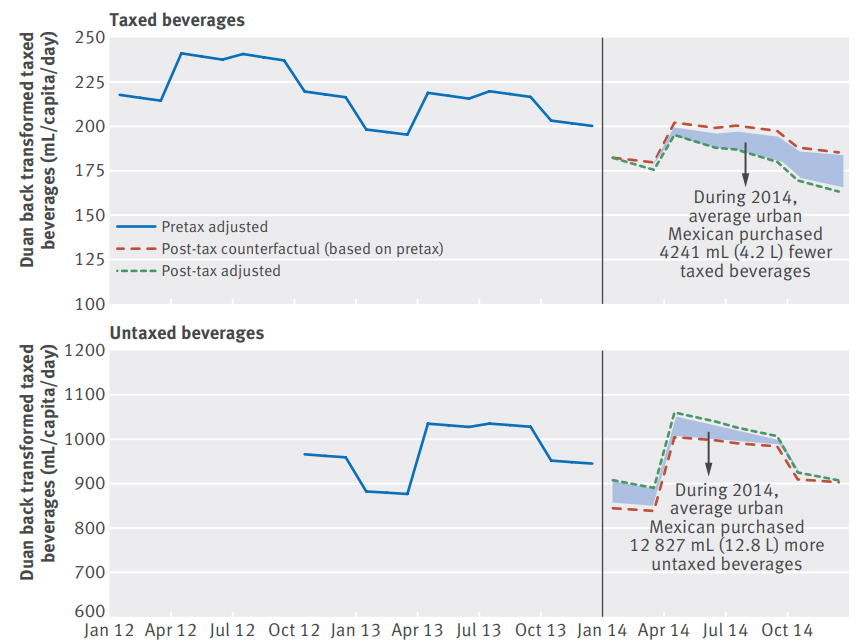 Taxed beverages
Duan back transformed taxed
beverages (mL/capita/day)
250
225
200
175
150
125
100
Pretax adjusted
Post-tax counterfactual (based on pretax)
Post-tax adjusted
During 2014,
average urban
Mexican purchased
4241 mL (4.2 L) fewer
taxed beverages
Untaxed beverages
Duan back transformed taxed
beverages (mL/capita/day)
1200
1100
1000
900
800
700
600
During 2014,
average urban
Mexican purchased
12 827 mL (12.8 L) more
untaxed beverages
Jan 12 Apr 12 Jul 12 Oct 12 Jan 13 Apr 13 Jul 13 Oct 13 Jan 14 Apr 14 Jul 14 Oct 14